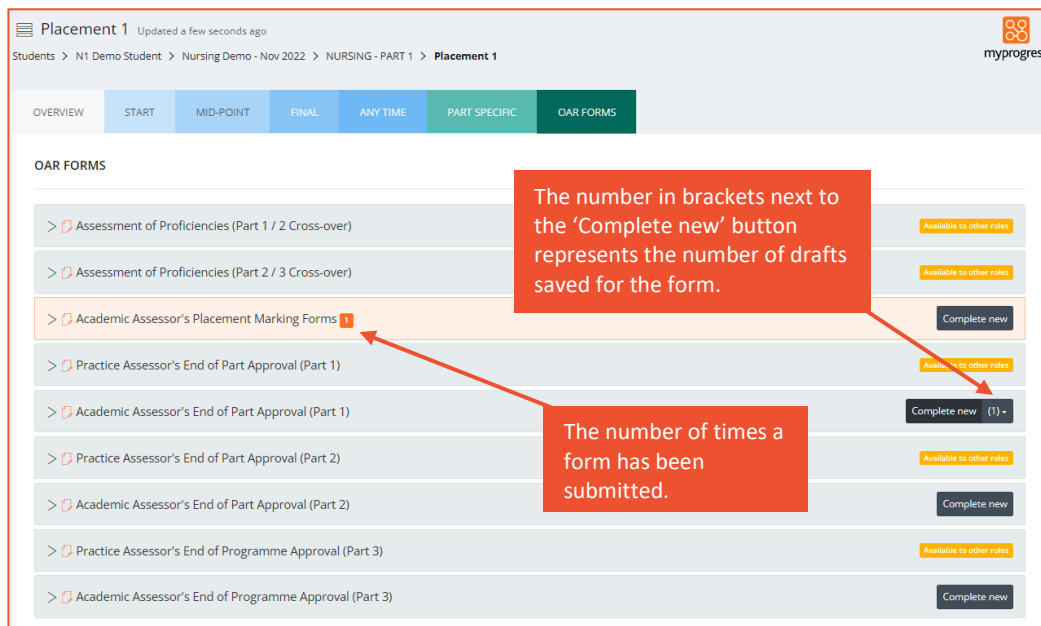 Placement 1 Updated a few seconds ago
myprogres
Students > N1 Demo Student > Nursing Demo - Nov 2022 > NURSING - PART 1 > Placement 1
OVERVIEW START MID-POINT FINAL ANY TIME PART SPECIFIC OAR FORMS
OAR FORMS
The number in brackets next to
the ‘Complete new’ button
represents the number of drafts
saved for the form.
> Assessment of Proficiencies (Part 1 / 2 Cross-over) Available to other roles
> Assessment of Proficiencies (Part 2 / 3 Cross-over) Available to other roles
> Academic Assessor's Placement Marking Forms 1 Complete new
> Practice Assessor's End of Part Approval (Part 1) Available to other roles
> Academic Assessor's End of Part Approval (Part 1) Complete new (1)
The number of times a
form has been
submitted.
> Practice Assessor's End of Part Approval (Part 2) Available to other roles
> Academic Assessor's End of Part Approval (Part 2) Complete new
> Practice Assessor's End of Programme Approval (Part 3) Available to other roles
> Academic Assessor's End of Programme Approval (Part 3) Complete new